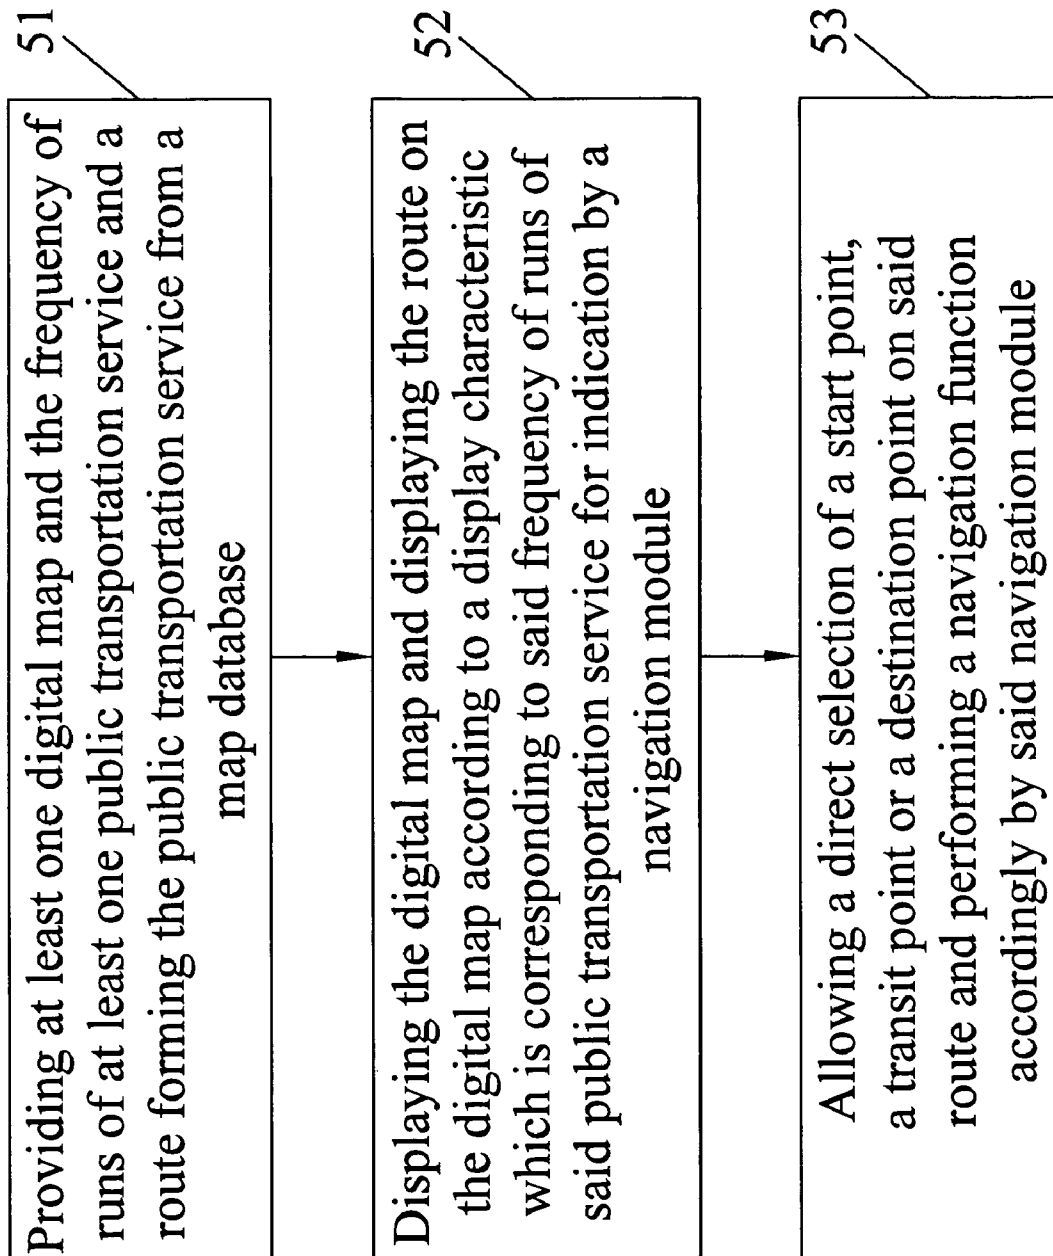 51
Providing at least one digital map and the frequency of
runs of at least one public transportation service and a
route forming the public transportation service from a
map database
52
Displaying the digital map and displaying the route on
the digital map according to a display characteristic
which is corresponding to said frequency of runs of
said public transportation service for indication by a
navigation module
53
Allowing a direct selection of a start point,
a transit point or a destination point on said
route and performing a navigation function
accordingly by said navigation module